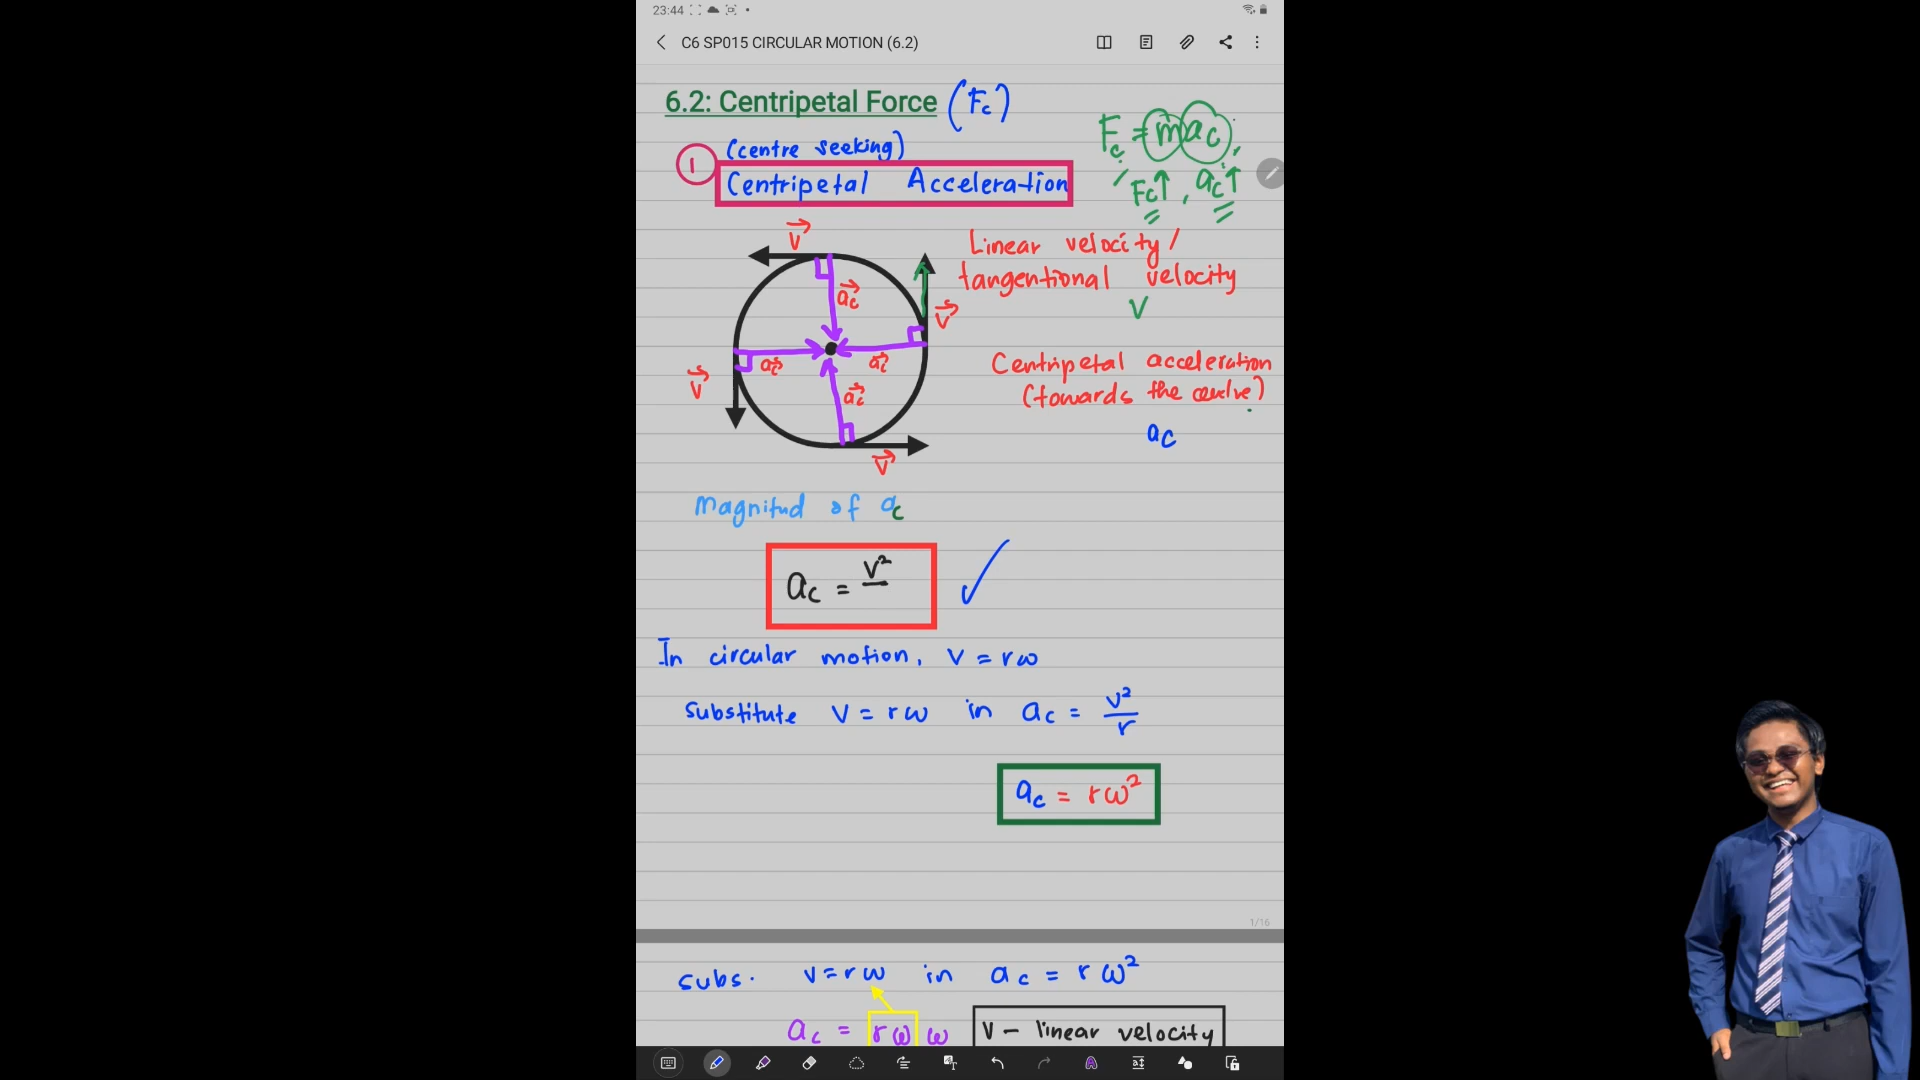 23:44
C6 SP015 CIRCULAR MOTION (6.2)
6.2: Centripetal Force (Fc)
Fc = mac
(centre seeking)
1 Centripetal Acceleration
Fc↑, ac↑
v
Linear velocity /
tangentional velocity
v
ac
v
ac
ac
Centripetal acceleration
(towards the centre)
v
ac
ac
v
Magnitud of ac
ac = v²
In circular motion, v = rω
Substitute v = rω in ac = v²/r
ac = rω²
1/16
subs. v = rω in ac = rω²
ac = rω ω
V - linear velocity